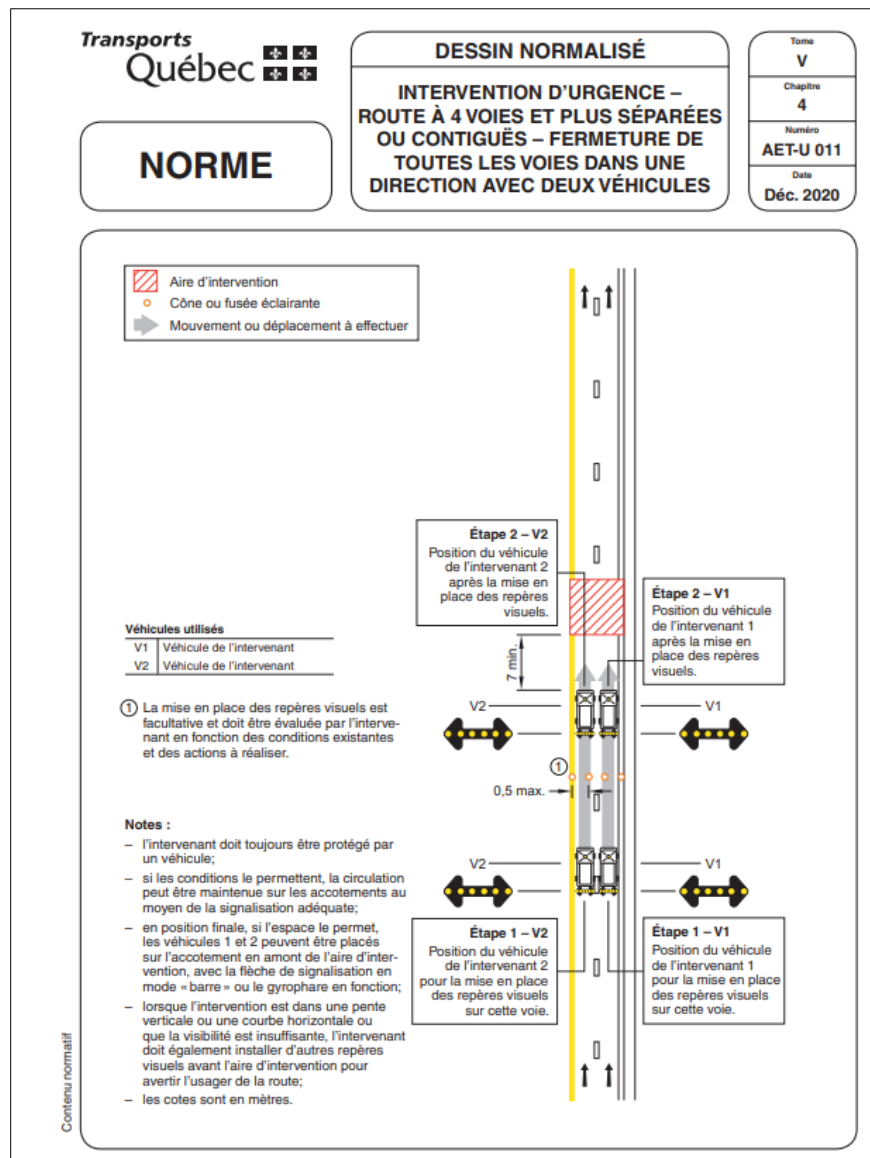 Transports
Québec
NORME
DESSIN NORMALISÉ
INTERVENTION D’URGENCE –
ROUTE À 4 VOIES ET PLUS SÉPARÉES
OU CONTIGUËS – FERMETURE DE
TOUTES LES VOIES DANS UNE
DIRECTION AVEC DEUX VÉHICULES
Tome
V
Chapitre
4
Numéro
AET-U 011
Date
Déc. 2020
Aire d’intervention
Cône ou fusée éclairante
Mouvement ou déplacement à effectuer
Étape 2 – V2
Position du véhicule
de l’intervenant 2
après la mise en
place des repères
visuels.
Étape 2 – V1
Position du véhicule
de l’intervenant 1
après la mise en
place des repères
visuels.
7 min.
Véhicules utilisés
V1 Véhicule de l’intervenant
V2 Véhicule de l’intervenant
1 La mise en place des repères visuels est
facultative et doit être évaluée par l’interve-
nant en fonction des conditions existantes
et des actions à réaliser.
V2
V1
1
0,5 max.
V2
V1
Étape 1 – V2
Position du véhicule
de l’intervenant 2
pour la mise en place
des repères visuels
sur cette voie.
Étape 1 – V1
Position du véhicule
de l’intervenant 1
pour la mise en place
des repères visuels
sur cette voie.
Notes :
– l’intervenant doit toujours être protégé par
un véhicule;
– si les conditions le permettent, la circulation
peut être maintenue sur les accotements au
moyen de la signalisation adéquate;
– en position finale, si l’espace le permet,
les véhicules 1 et 2 peuvent être placés
sur l’accotement en amont de l’aire d’inter-
vention, avec la flèche de signalisation en
mode « barre » ou le gyrophare en fonction;
– lorsque l’intervention est dans une pente
verticale ou une courbe horizontale ou
que la visibilité est insuffisante, l’intervenant
doit également installer d’autres repères
visuels avant l’aire d’intervention pour
avertir l’usager de la route;
– les cotes sont en mètres.
Contenu normatif